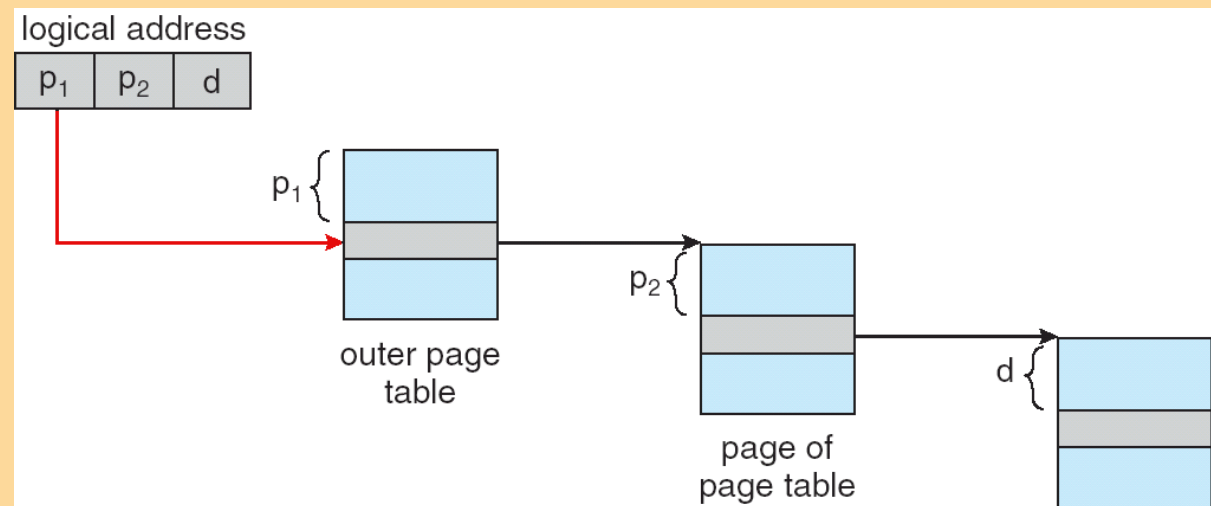 logical address
p₁ p₂ d
p₁
outer page
table
p₂
page of
page table
d